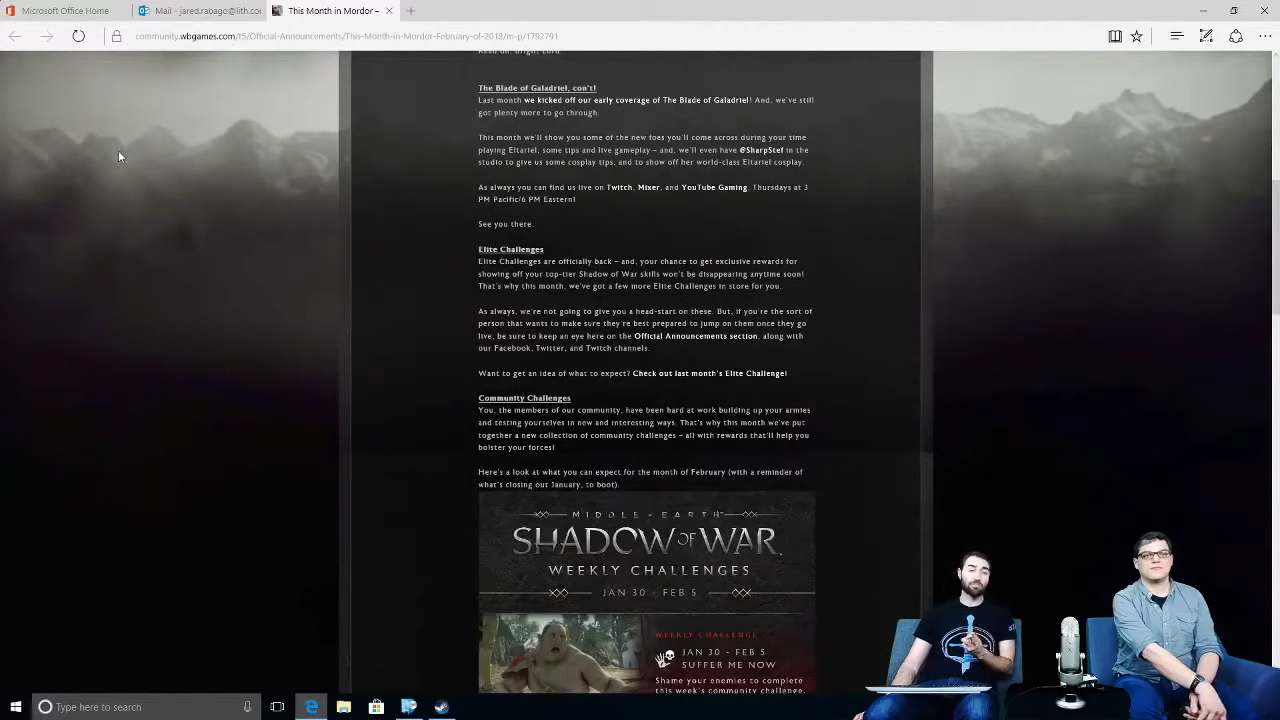 Microsoft Office Home
Mail - jared.rabago@lith.com
This Month in Mordor –
community.wbgames.com/t5/Official-Announcements/This-Month-in-Mordor-February-of-2018/m-p/1792791
Read on, Bright Lord
The Blade of Galadriel, con't!
Last month we kicked off our early coverage of The Blade of Galadriel! And, we've still
got plenty more to go through.
This month we'll show you some of the new foes you'll come across during your time
playing Eltariel, some tips and live gameplay – and, we'll even have @SharpStef in the
studio to give us some cosplay tips, and to show off her world-class Eltariel cosplay.
As always you can find us live on Twitch, Mixer, and YouTube Gaming, Thursdays at 3
PM Pacific/6 PM Eastern!
See you there.
Elite Challenges
Elite Challenges are officially back – and, your chance to get exclusive rewards for
showing off your top-tier Shadow of War skills won't be disappearing anytime soon!
That's why this month, we've got a few more Elite Challenges in store for you.
As always, we're not going to give you a head-start on these. But, if you're the sort of
person that wants to make sure they're best prepared to jump on them once they go
live, be sure to keep an eye here on the Official Announcements section, along with
our Facebook, Twitter, and Twitch channels.
Want to get an idea of what to expect? Check out last month's Elite Challenge!
Community Challenges
You, the members of our community, have been hard at work building up your armies
and testing yourselves in new and interesting ways. That's why this month we've put
together a new collection of community challenges – all with rewards that'll help you
bolster your forces!
Here's a look at what you can expect for the month of February (with a reminder of
what's closing out January, to boot):
MIDDLE-EARTH
SHADOW OF WAR
WEEKLY CHALLENGES
JAN 30 - FEB 5
WEEKLY CHALLENGE
JAN 30 - FEB 5
SUFFER ME NOW
Shame your enemies to complete
this week's community challenge.
Type here to search